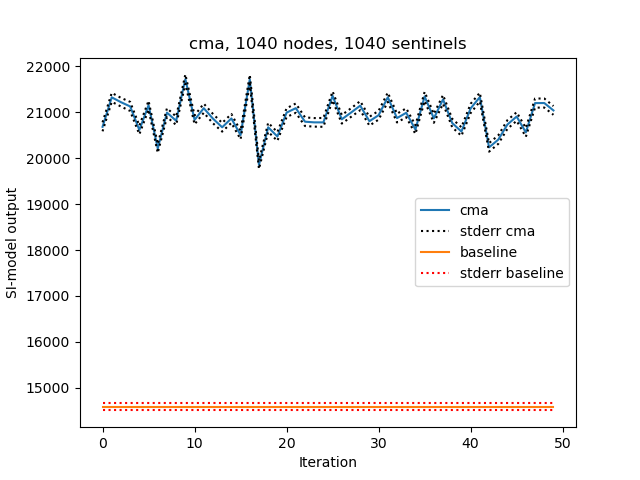 cma, 1040 nodes, 1040 sentinels
22000
21000
20000
19000
18000
17000
16000
15000
SI-model output
cma
stderr cma
baseline
stderr baseline
0 10 20 30 40 50
Iteration